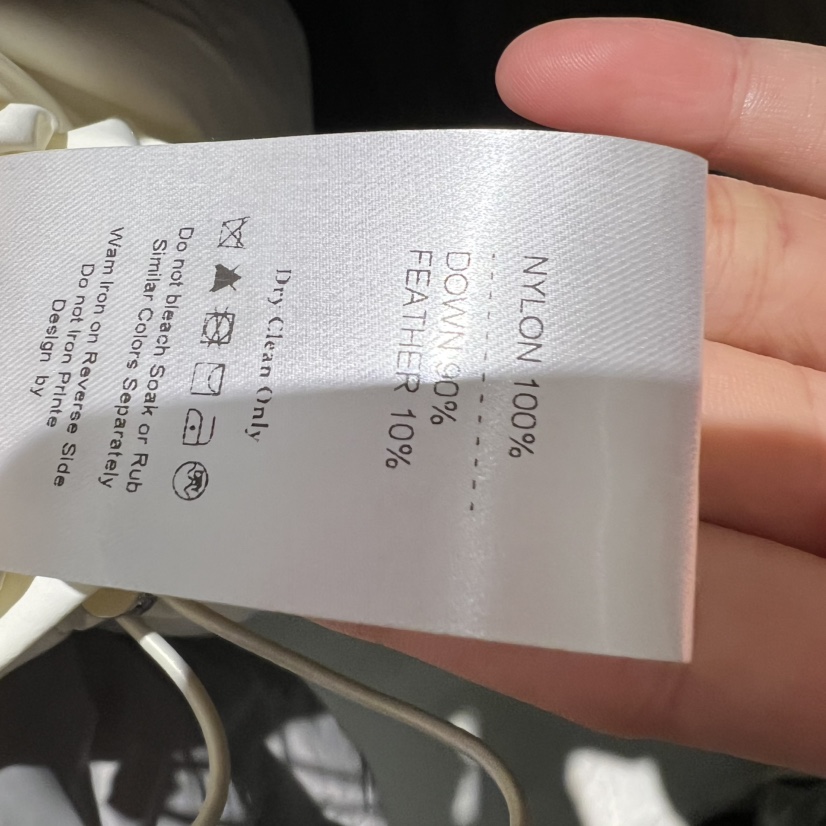 NYLON 100%
- - - - - - - - - - - -
DOWN 90%
FEATHER 10%
Dry Clean Only
DRY
Do not bleach Soak or Rub
Similar Colors Separately
Wam Iron on Reverse Side
Do not Iron Printe
Design by